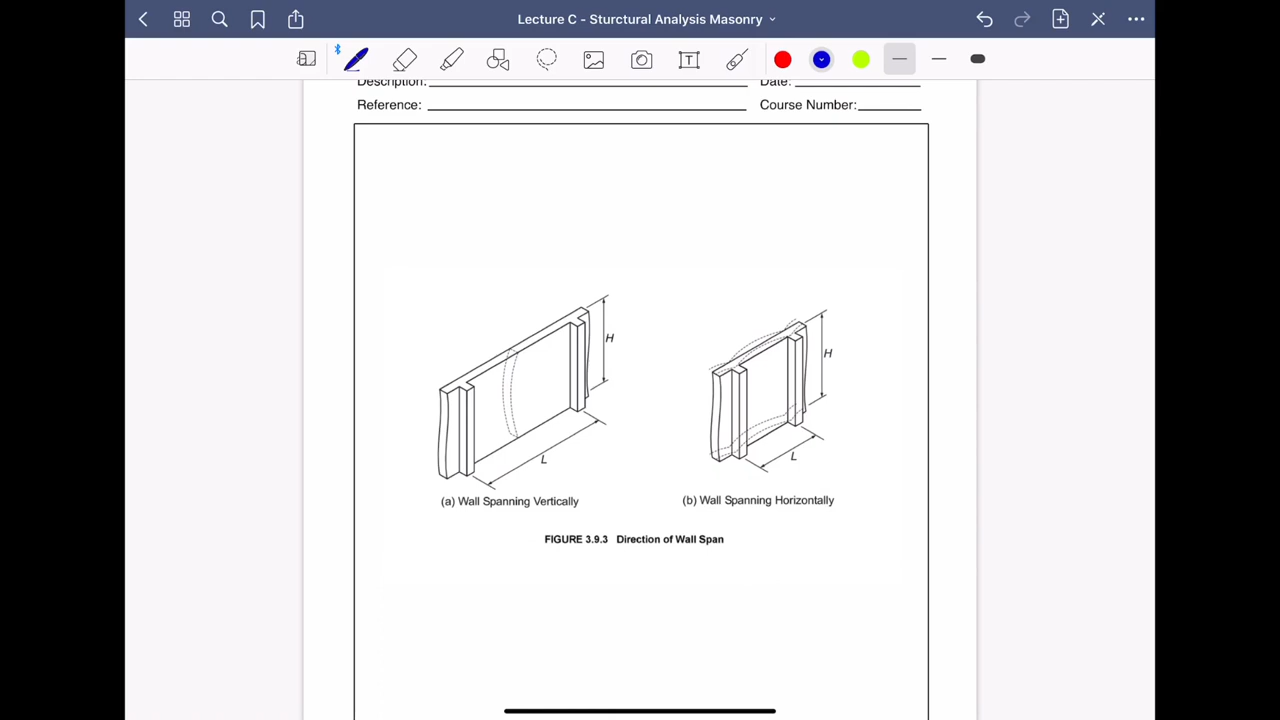 Lecture C - Sturctural Analysis Masonry
T
Description: Date:
Reference: Course Number:
H
H
L
L
(a) Wall Spanning Vertically
(b) Wall Spanning Horizontally
FIGURE 3.9.3 Direction of Wall Span